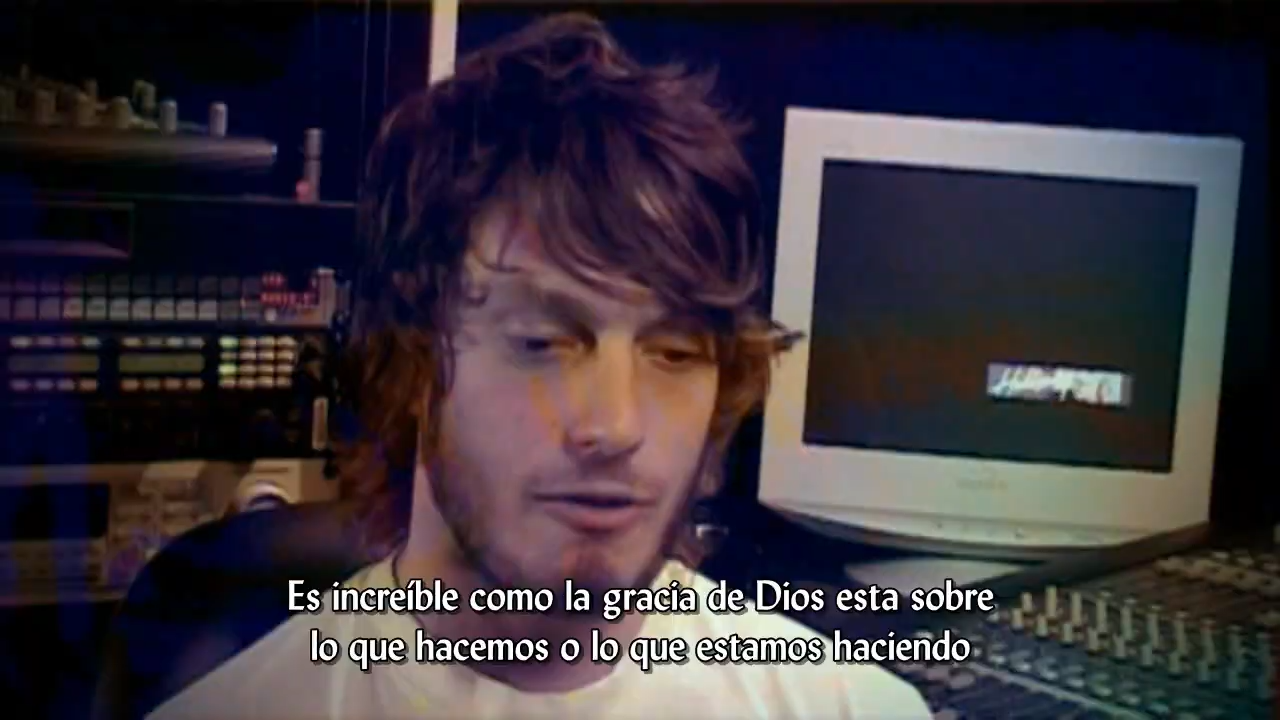 Es increíble como la gracia de Dios esta sobre
lo que hacemos o lo que estamos haciendo